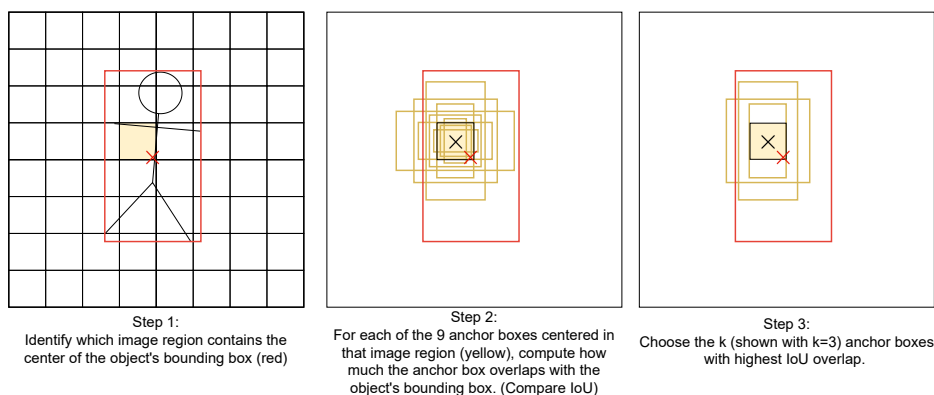 Step 1:
Identify which image region contains the
center of the object's bounding box (red)
Step 2:
For each of the 9 anchor boxes centered in
that image region (yellow), compute how
much the anchor box overlaps with the
object's bounding box. (Compare IoU)
Step 3:
Choose the k (shown with k=3) anchor boxes
with highest IoU overlap.